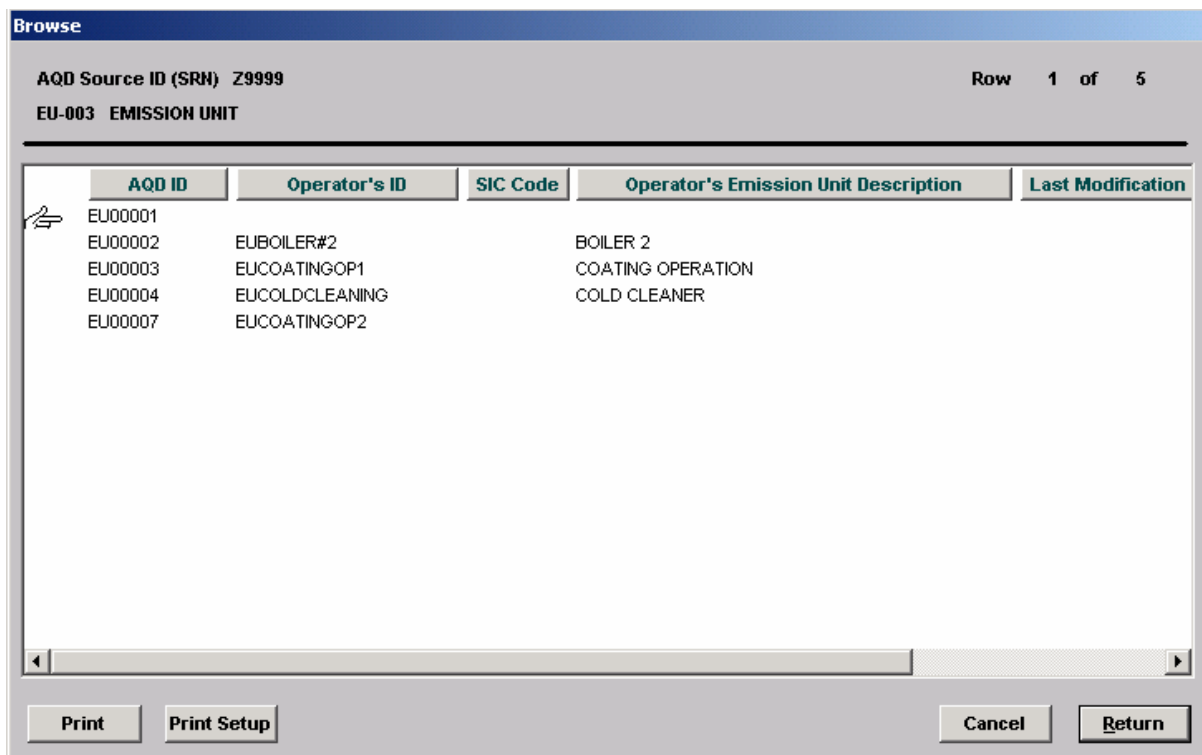 Browse
AQD Source ID (SRN) Z9999 Row 1 of 5
EU-003 EMISSION UNIT
AQD ID Operator's ID SIC Code Operator's Emission Unit Description Last Modification
EU00001
EU00002 EUBOILER#2 BOILER 2
EU00003 EUCOATINGOP1 COATING OPERATION
EU00004 EUCOLDCLEANING COLD CLEANER
EU00007 EUCOATINGOP2
Print Print Setup Cancel Return